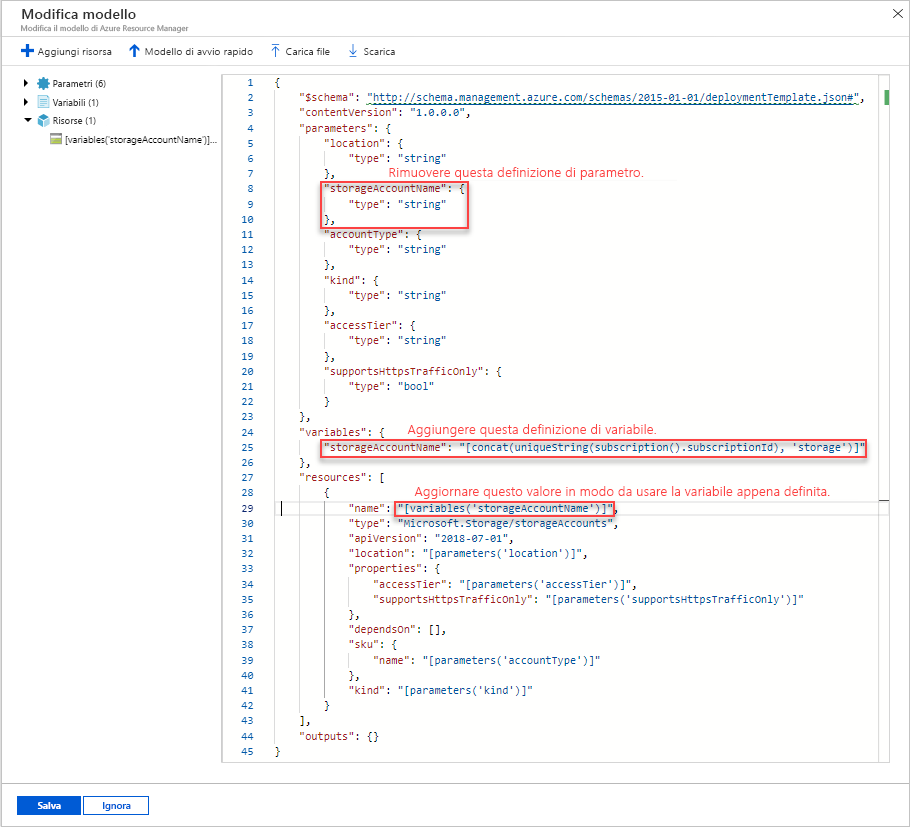 Modifica modello
Modifica il modello di Azure Resource Manager
Aggiungi risorsa Modello di avvio rapido Carica file Scarica
Parametri (6)
Variabili (1)
Risorse (1)
[variables('storageAccountName')]...
1 {
2 "$schema": "http://schema.management.azure.com/schemas/2015-01-01/deploymentTemplate.json#",
3 "contentVersion": "1.0.0.0",
4 "parameters": {
5 "location": {
6 "type": "string"
7 },
Rimuovere questa definizione di parametro.
8 "storageAccountName": {
9 "type": "string"
10 },
11 "accountType": {
12 "type": "string"
13 },
14 "kind": {
15 "type": "string"
16 },
17 "accessTier": {
18 "type": "string"
19 },
20 "supportsHttpsTrafficOnly": {
21 "type": "bool"
22 }
23 },
24 "variables": {
Aggiungere questa definizione di variabile.
25 "storageAccountName": "[concat(uniqueString(subscription().subscriptionId), 'storage')]"
26 },
27 "resources": [
28 {
Aggiornare questo valore in modo da usare la variabile appena definita.
29 "name": "[variables('storageAccountName')]",
30 "type": "Microsoft.Storage/storageAccounts",
31 "apiVersion": "2018-07-01",
32 "location": "[parameters('location')]",
33 "properties": {
34 "accessTier": "[parameters('accessTier')]",
35 "supportsHttpsTrafficOnly": "[parameters('supportsHttpsTrafficOnly')]"
36 },
37 "dependsOn": [],
38 "sku": {
39 "name": "[parameters('accountType')]"
40 },
41 "kind": "[parameters('kind')]"
42 }
43 ],
44 "outputs": {}
45 }
Salva Ignora